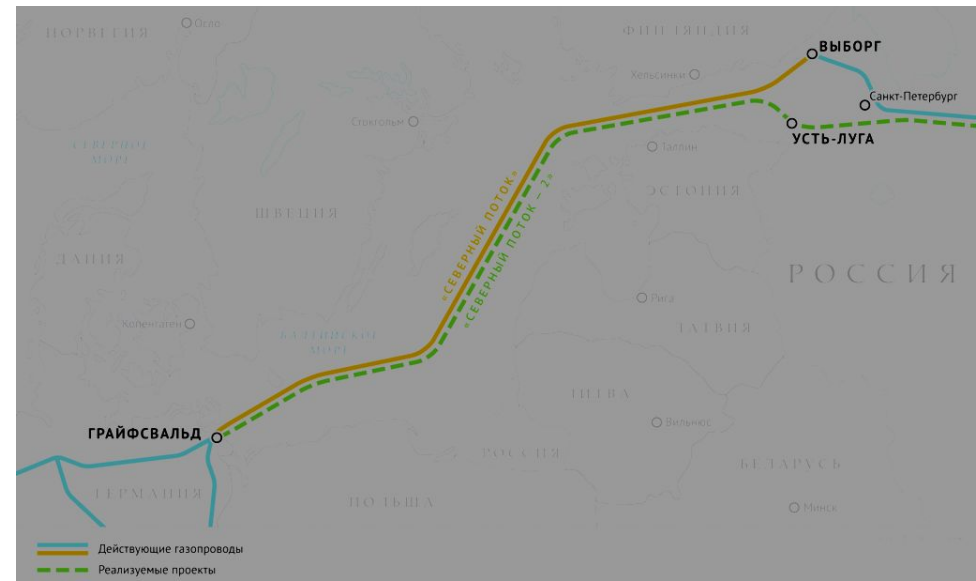 Осло
НОРВЕГИЯ
ФИНЛЯНДИЯ
ВЫБОРГ
Хельсинки
Санкт-Петербург
Стокгольм
УСТЬ-ЛУГА
СЕВЕРНОЕ
МОРЕ
Таллин
ЭСТОНИЯ
«СЕВЕРНЫЙ ПОТОК»
«СЕВЕРНЫЙ ПОТОК – 2»
ШВЕЦИЯ
ДАНИЯ
РОССИЯ
Рига
Копенгаген
ЛАТВИЯ
БАЛТИЙСКОЕ
МОРЕ
ЛИТВА
Вильнюс
ГРАЙФСВАЛЬД
РОССИЯ
БЕЛАРУСЬ
ГЕРМАНИЯ
ПОЛЬША
Минск
Действующие газопроводы
Реализуемые проекты